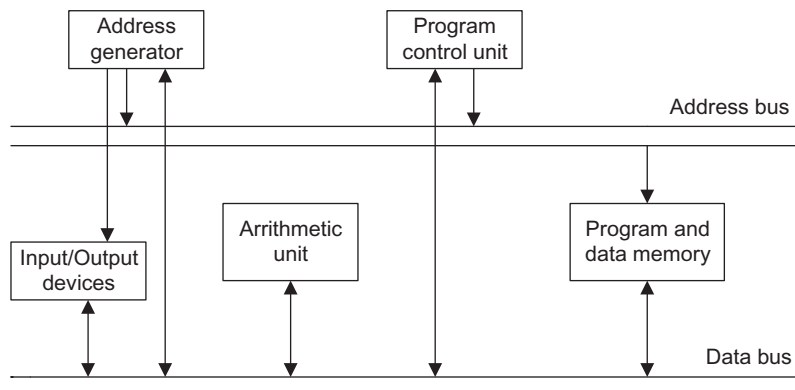 Address
generator
Program
control unit
Address bus
Input/Output
devices
Arrithmetic
unit
Program and
data memory
Data bus